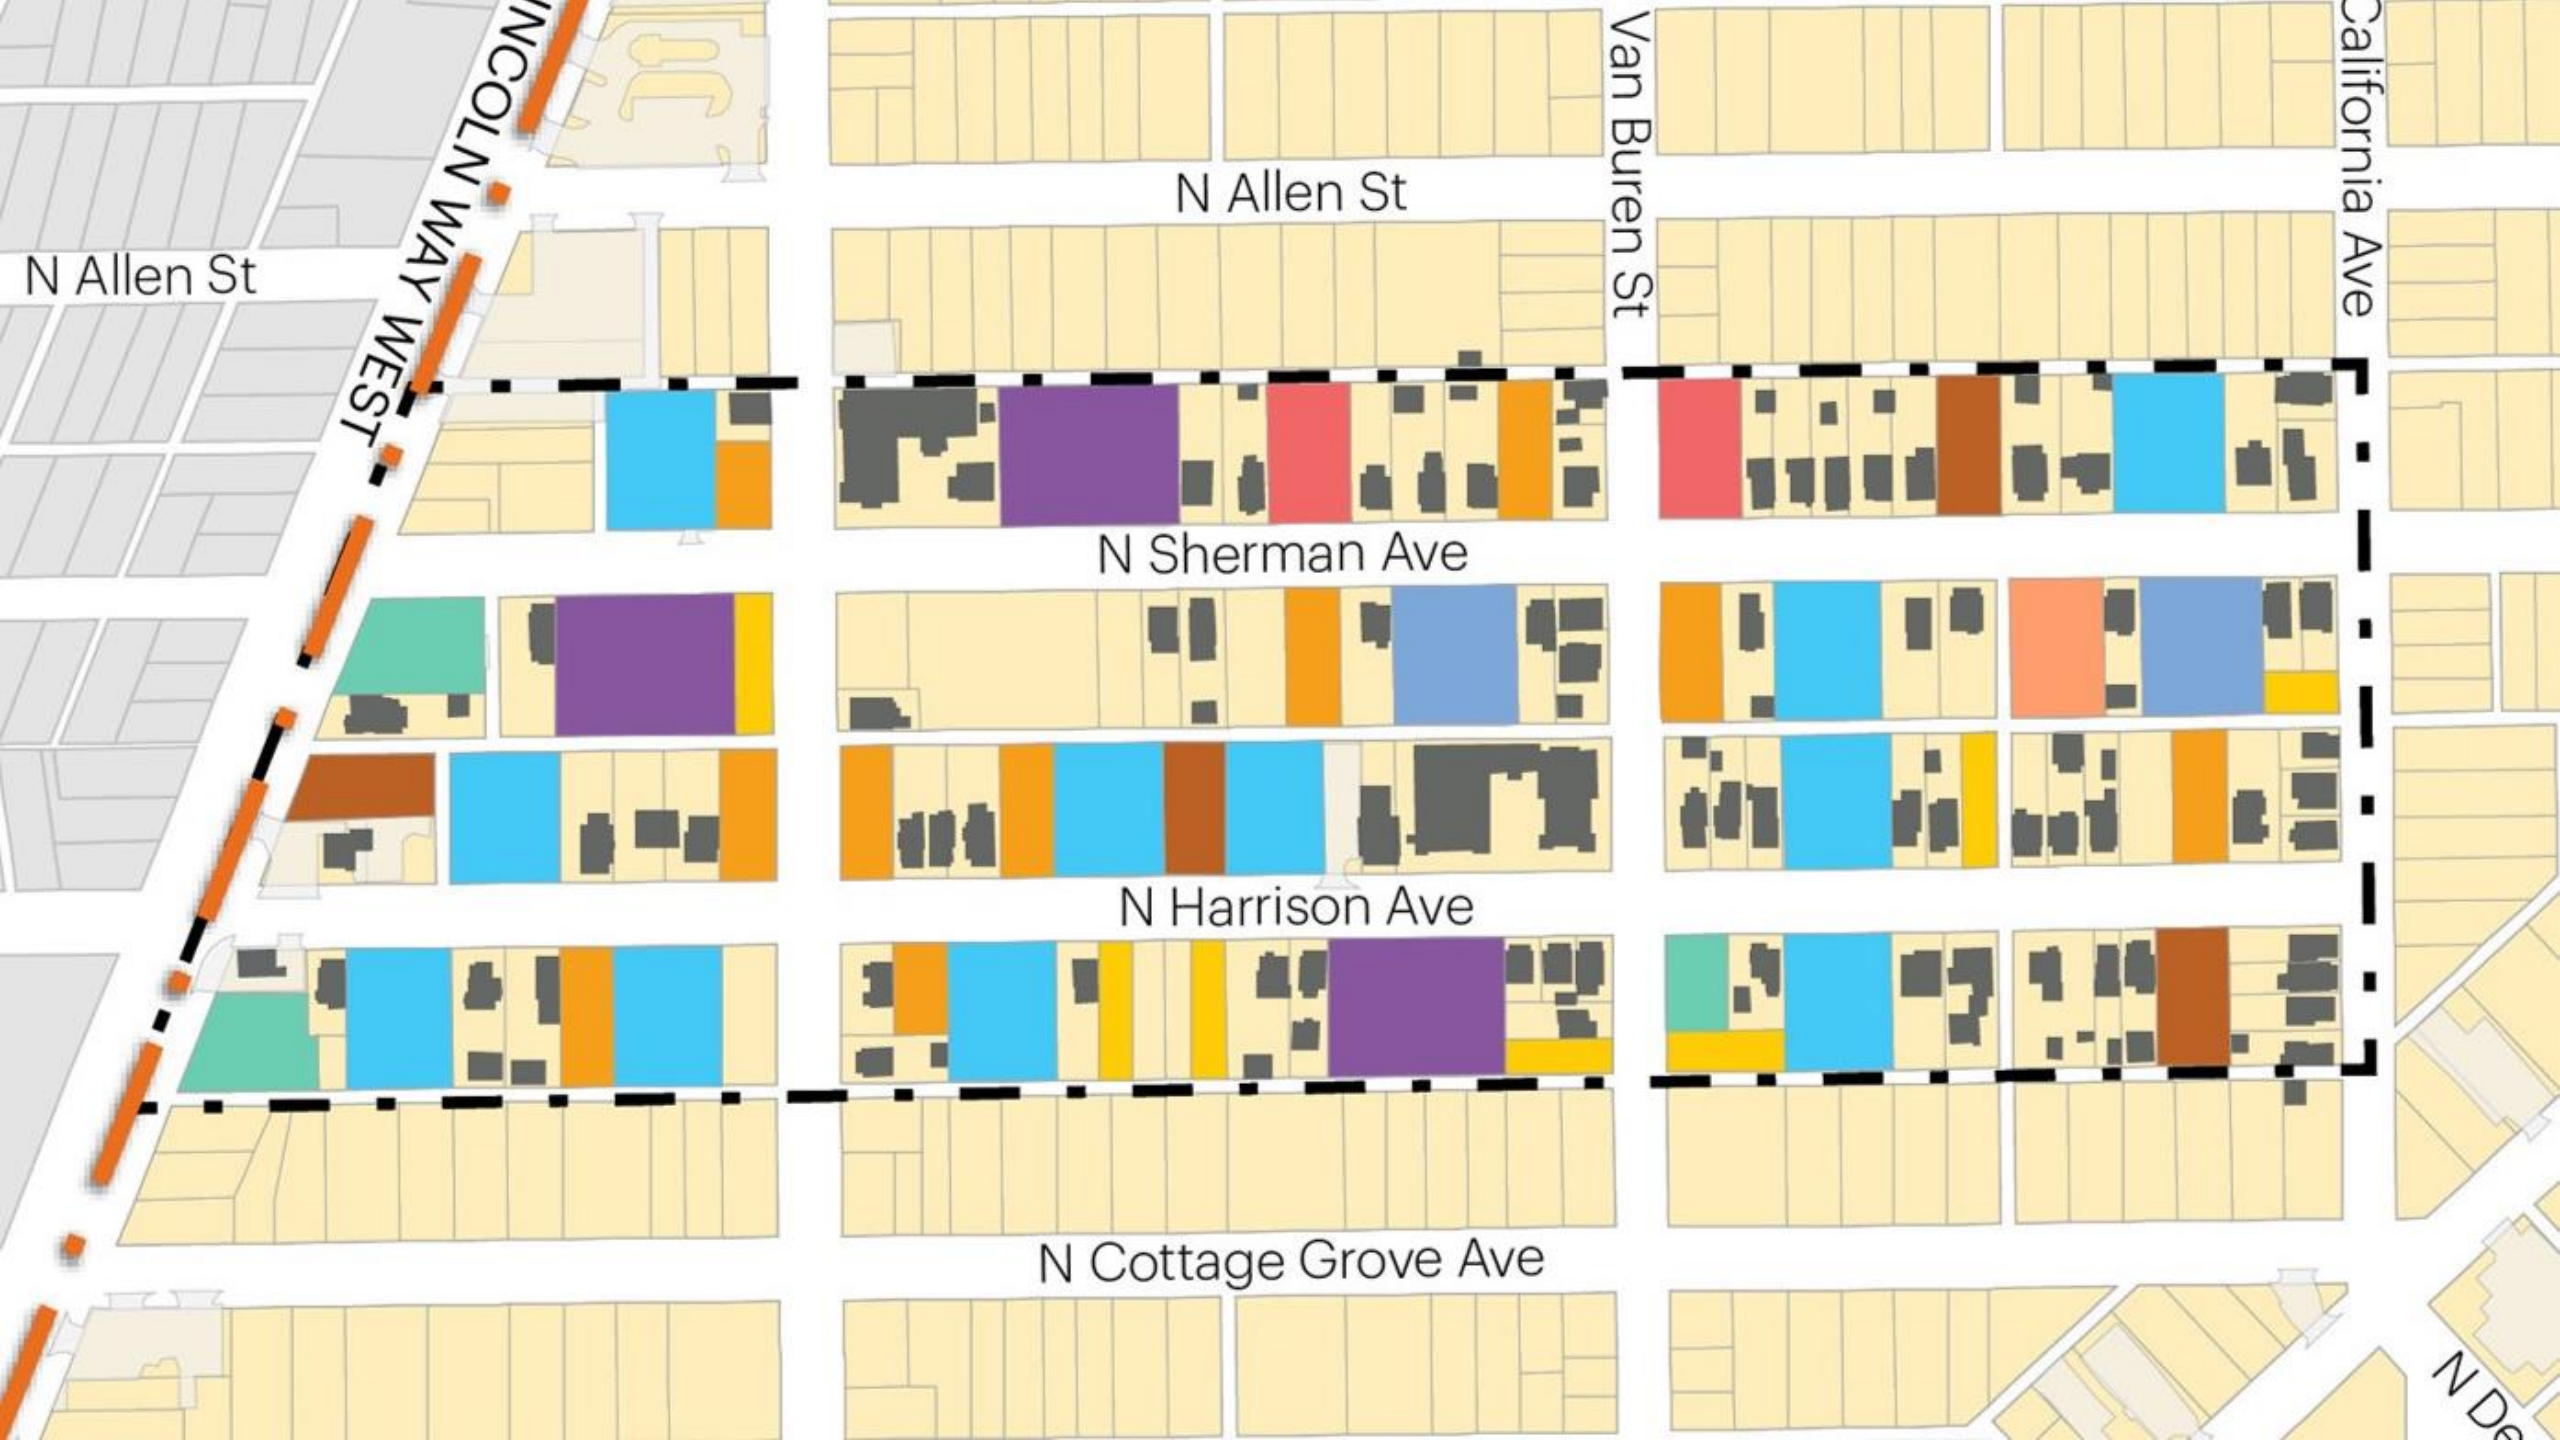 INCOLN WAY WEST
Van Buren St
California Ave
N Allen St
N Allen St
N Sherman Ave
N Harrison Ave
N Cottage Grove Ave
N De